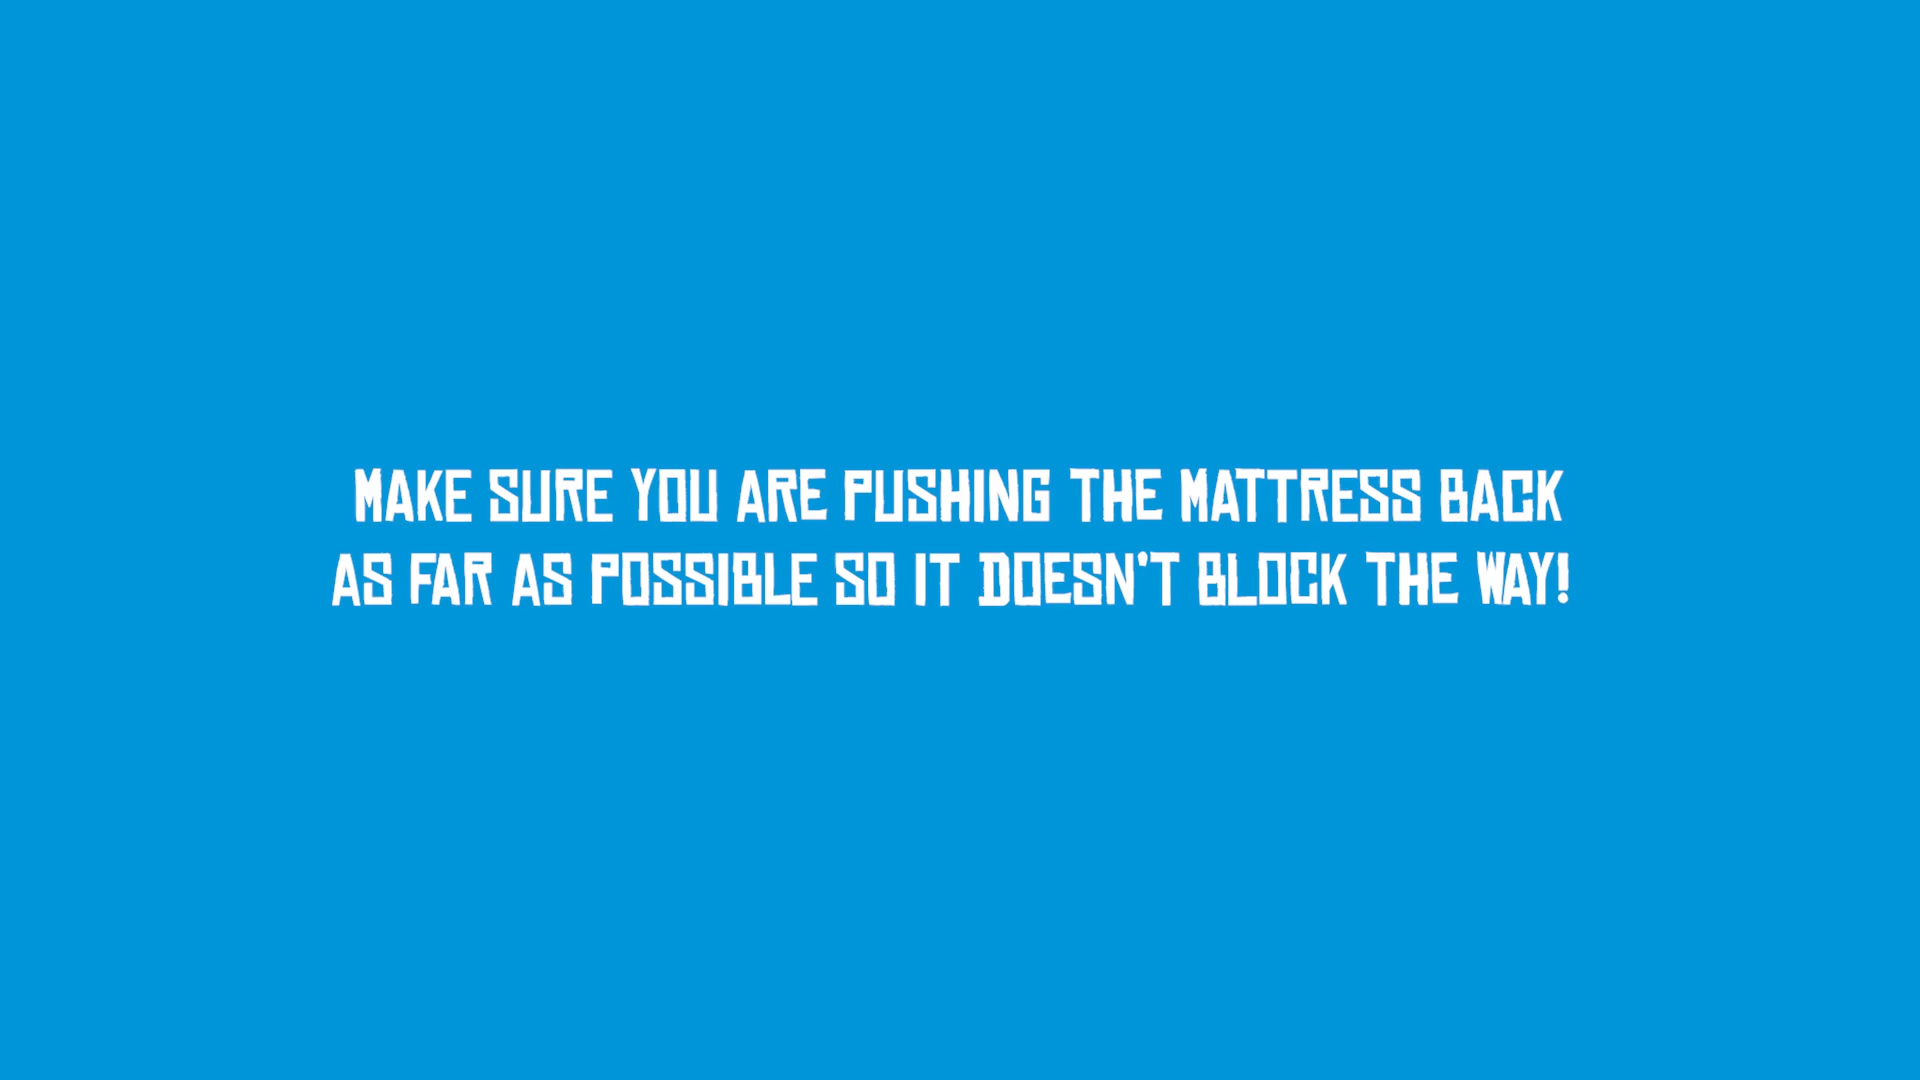 MAKE SURE YOU ARE PUSHING THE MATTRESS BACK
AS FAR AS POSSIBLE SO IT DOESN'T BLOCK THE WAY!